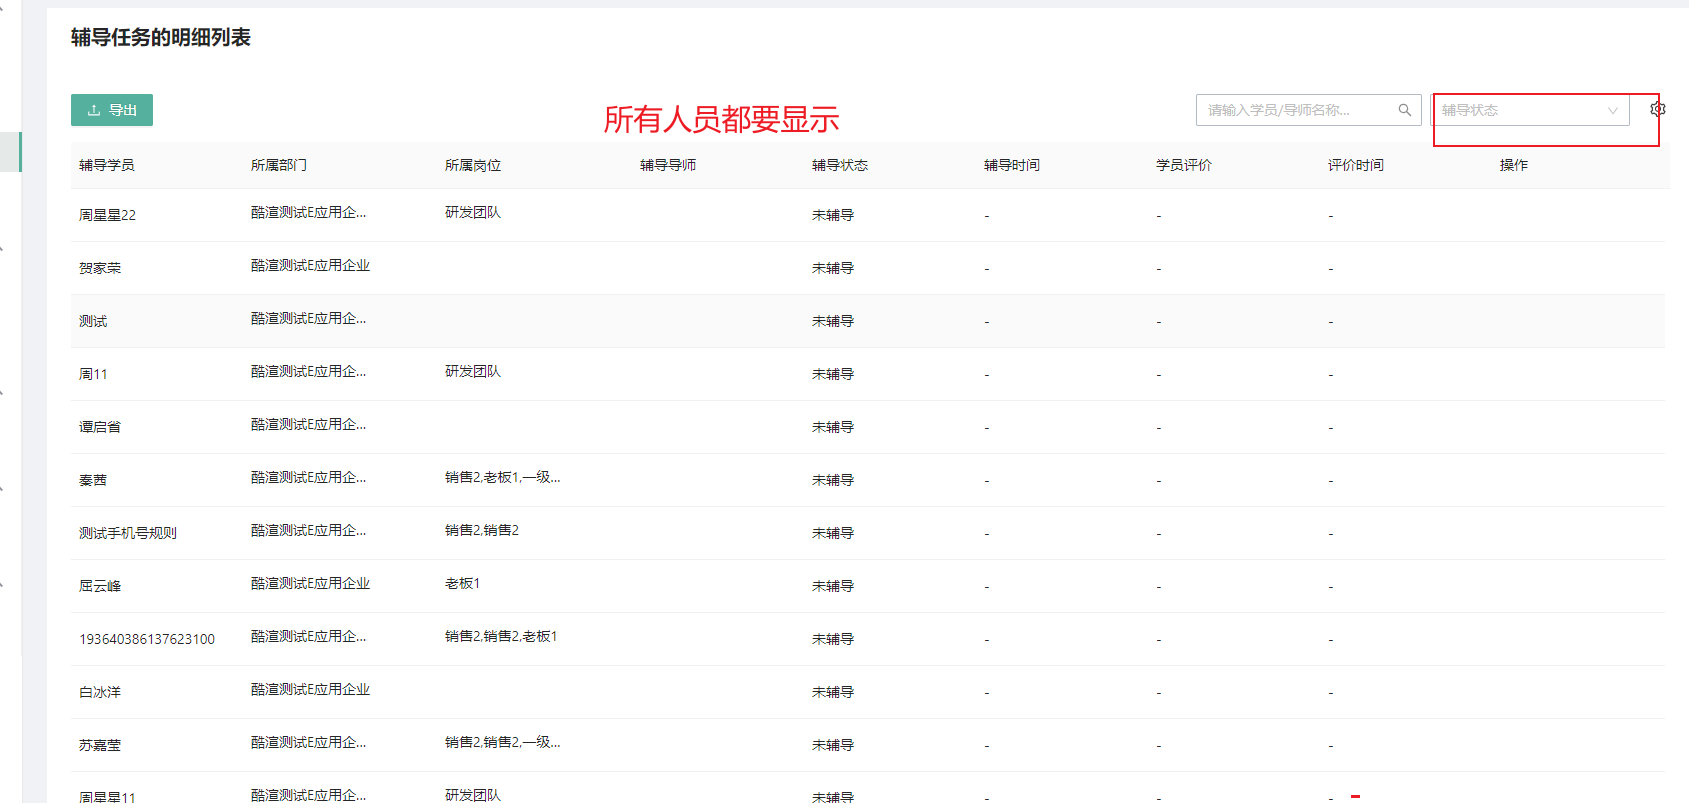 辅导任务的明细列表
导出 所有人员都要显示 请输入学员/导师名称... 辅导状态
辅导学员 所属部门 所属岗位 辅导导师 辅导状态 辅导时间 学员评价 评价时间 操作
周星星22 酷渲测试E应用企... 研发团队 未辅导 - - -
贺家荣 酷渲测试E应用企业 未辅导 - - -
测试 酷渲测试E应用企... 未辅导 - - -
周11 酷渲测试E应用企... 研发团队 未辅导 - - -
谭启省 酷渲测试E应用企... 未辅导 - - -
秦茜 酷渲测试E应用企... 销售2,老板1,一级... 未辅导 - - -
测试手机号规则 酷渲测试E应用企... 销售2,销售2 未辅导 - - -
屈云峰 酷渲测试E应用企业 老板1 未辅导 - - -
193640386137623100 酷渲测试E应用企... 销售2,销售2,老板1 未辅导 - - -
白冰洋 酷渲测试E应用企业 未辅导 - - -
苏嘉莹 酷渲测试E应用企... 销售2,销售2,一级... 未辅导 - - -
周星星11 酷渲测试E应用企... 研发团队 未辅导 - - -